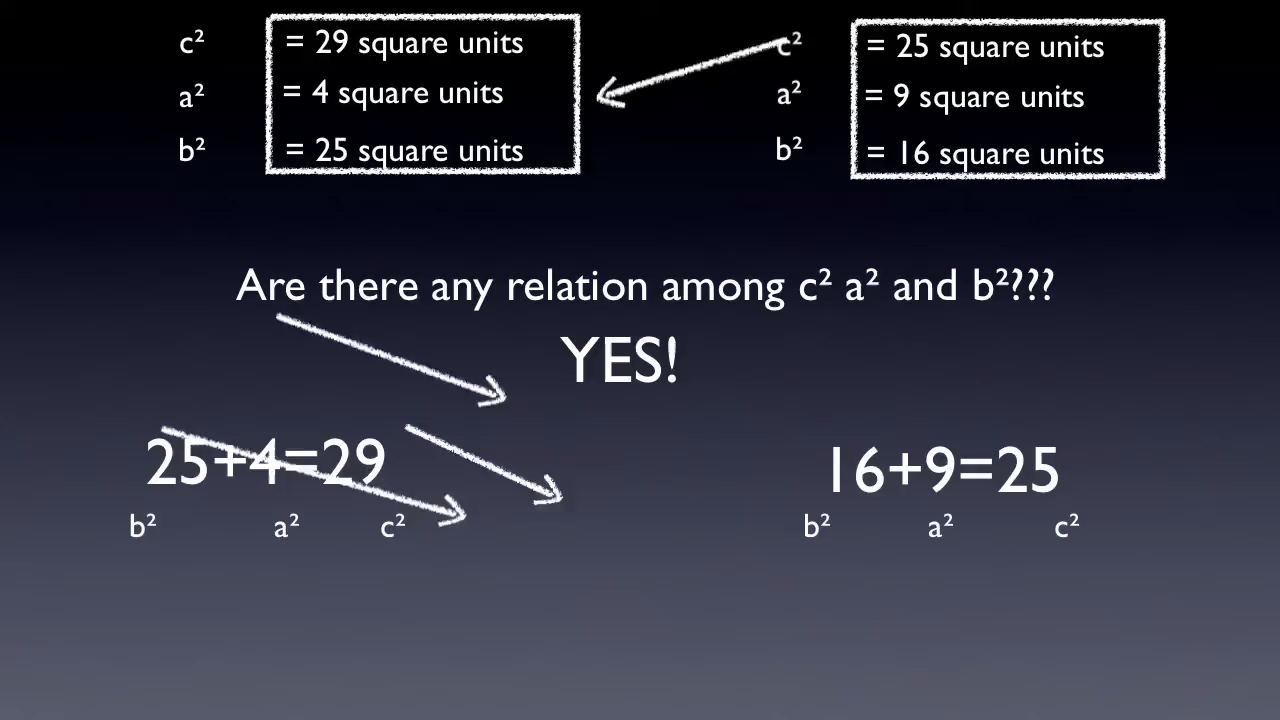 c² = 29 square units
a² = 4 square units
b² = 25 square units
c² = 25 square units
a² = 9 square units
b² = 16 square units
Are there any relation among c² a² and b²???
YES!
25+4=29
b² a² c²
16+9=25
b² a² c²